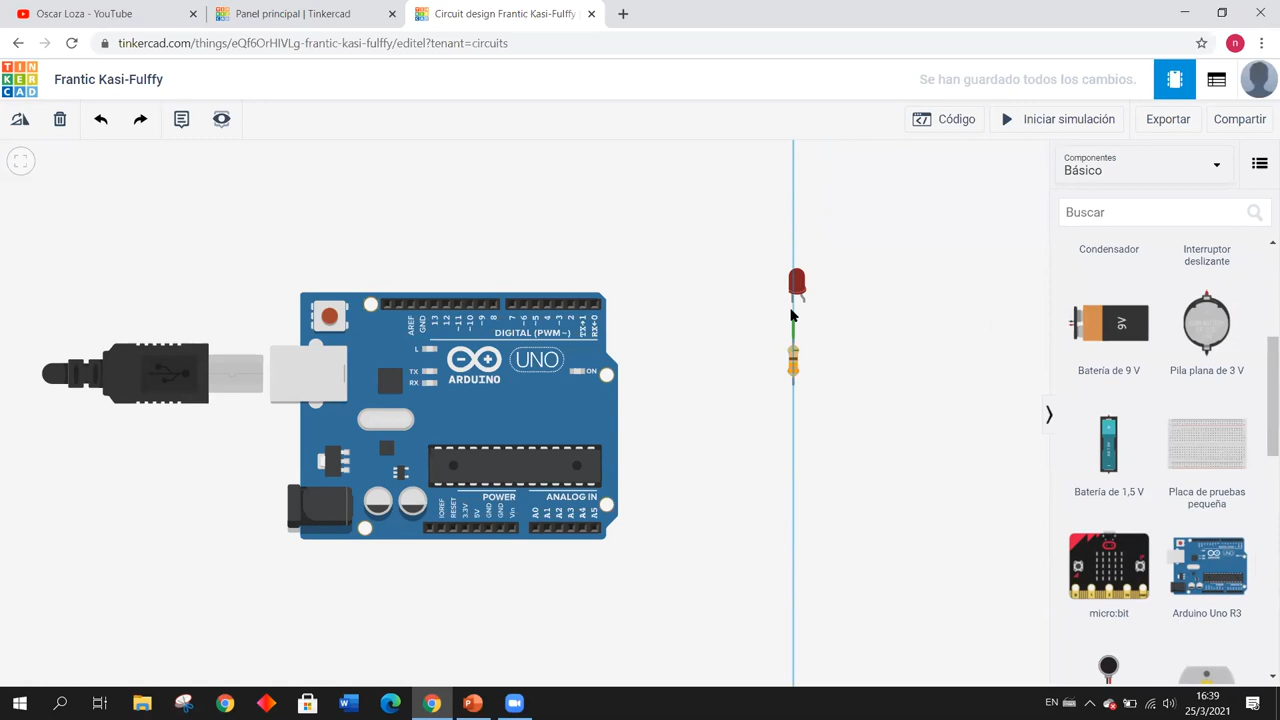 Oscar Loza - YouTube
Panel principal | Tinkercad
Circuit design Frantic Kasi-Fulffy |
tinkercad.com/things/eQf6OrHIVLg-frantic-kasi-fulffy/editel?tenant=circuits
n
TIN
KER
CAD
Frantic Kasi-Fulffy
Se han guardado todos los cambios.
Código
Iniciar simulación
Exportar
Compartir
Componentes
Básico
Buscar
Condensador
Interruptor
deslizante
9V
Batería de 9 V
Pila plana de 3 V
Batería de 1,5 V
Placa de pruebas
pequeña
micro:bit
Arduino Uno R3
AREF
GND
13
12
~11
~10
~9
8
7
~6
~5
4
~3
2
TX→1
RX←0
DIGITAL (PWM~)
L
TX
RX
UNO
ARDUINO
ON
POWER
ANALOG IN
IOREF
RESET
3.3V
5V
GND
GND
Vin
A0
A1
A2
A3
A4
A5
EN
16:39
25/3/2021